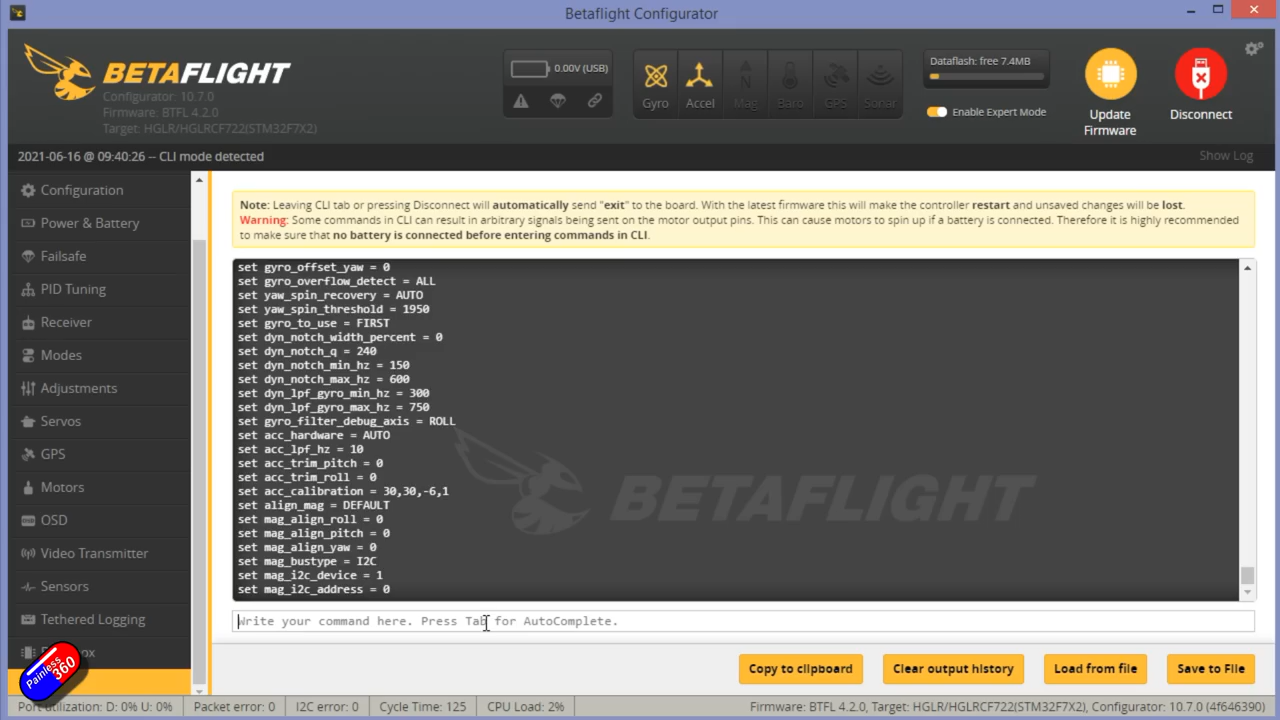 Betaflight Configurator
BETAFLIGHT
Configurator: 10.7.0
Firmware: BTFL 4.2.0
Target: HGLR/HGLRCF722(STM32F7X2)
0.00V (USB)
Gyro
Accel
Mag
Baro
GPS
Sonar
Dataflash: free 7.4MB
Enable Expert Mode
Update
Firmware
Disconnect
2021-06-16 @ 09:40:26 -- CLI mode detected
Show Log
Configuration
Power & Battery
Failsafe
PID Tuning
Receiver
Modes
Adjustments
Servos
GPS
Motors
OSD
Video Transmitter
Sensors
Tethered Logging
Painless360
Note: Leaving CLI tab or pressing Disconnect will automatically send "exit" to the board. With the latest firmware this will make the controller restart and unsaved changes will be lost.
Warning: Some commands in CLI can result in arbitrary signals being sent on the motor output pins. This can cause motors to spin up if a battery is connected. Therefore it is highly recommended
to make sure that no battery is connected before entering commands in CLI.
set gyro_offset_yaw = 0
set gyro_overflow_detect = ALL
set yaw_spin_recovery = AUTO
set yaw_spin_threshold = 1950
set gyro_to_use = FIRST
set dyn_notch_width_percent = 0
set dyn_notch_q = 240
set dyn_notch_min_hz = 150
set dyn_notch_max_hz = 600
set dyn_lpf_gyro_min_hz = 300
set dyn_lpf_gyro_max_hz = 750
set gyro_filter_debug_axis = ROLL
set acc_hardware = AUTO
set acc_lpf_hz = 10
set acc_trim_pitch = 0
set acc_trim_roll = 0
set acc_calibration = 30,30,-6,1
set align_mag = DEFAULT
set mag_align_roll = 0
set mag_align_pitch = 0
set mag_align_yaw = 0
set mag_bustype = I2C
set mag_i2c_device = 1
set mag_i2c_address = 0
BETAFLIGHT
Write your command here. Press Tab for AutoComplete.
Copy to clipboard
Clear output history
Load from file
Save to File
Port utilization: D: 0% U: 0%
Packet error: 0
I2C error: 0
Cycle Time: 125
CPU Load: 2%
Firmware: BTFL 4.2.0, Target: HGLR/HGLRCF722(STM32F7X2), Configurator: 10.7.0 (4f646390)